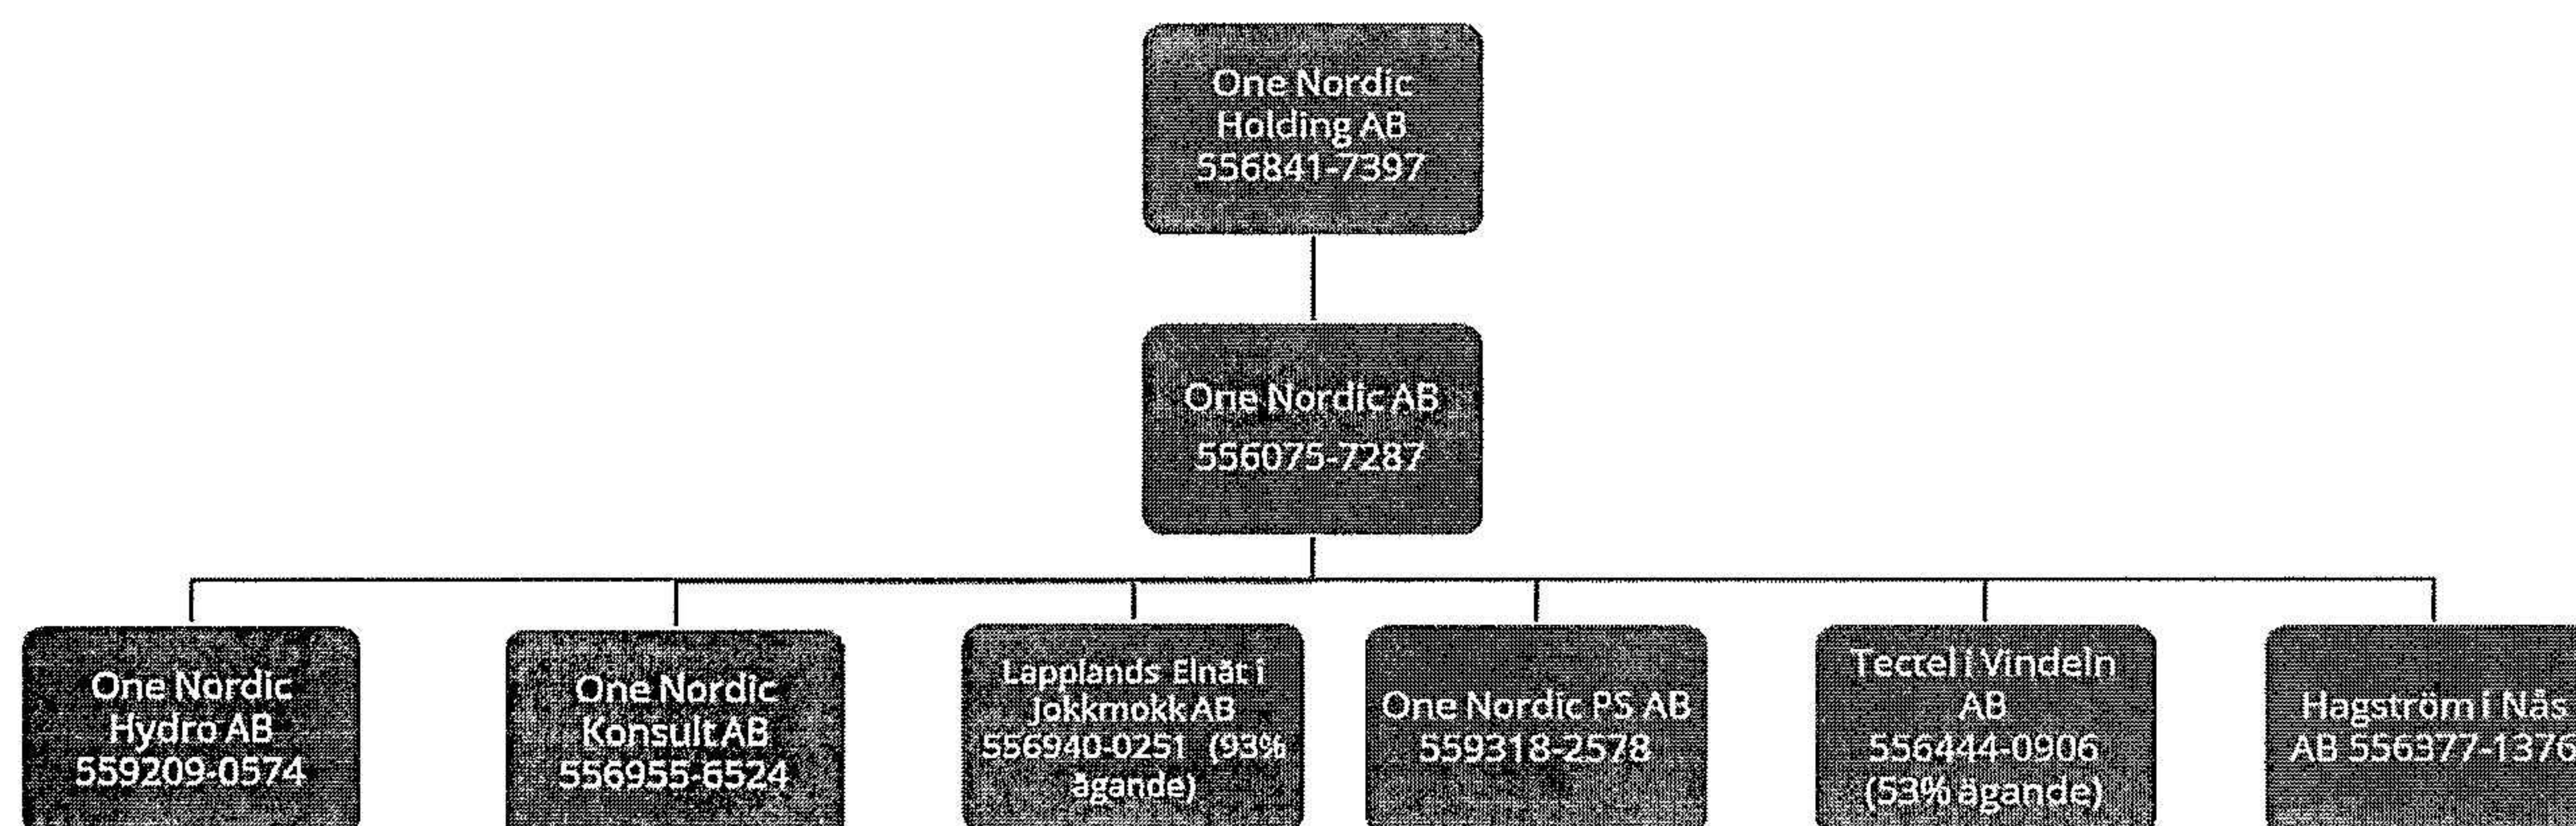 One Nordic
Holding AB
556841-7397
One Nordic AB
556075-7287
One Nordic
Hydro AB
559209-0574
One Nordic
Konsult AB
556955-6524
Lapplands Elnät i
Jokkmokk AB
556940-0251 (93%
ägande)
One Nordic PS AB
559318-2578
Tectel i Vindeln
AB
556444-0906
(53% ägande)
Hagström i Nås
AB 556377-1376